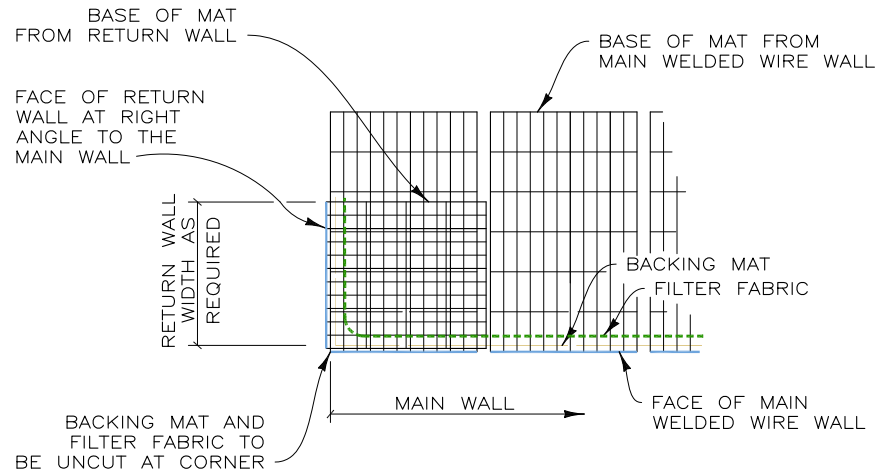 BASE OF MAT
FROM RETURN WALL
BASE OF MAT FROM
MAIN WELDED WIRE WALL
FACE OF RETURN
WALL AT RIGHT
ANGLE TO THE
MAIN WALL
RETURN WALL
WIDTH AS
REQUIRED
BACKING MAT
FILTER FABRIC
MAIN WALL
FACE OF MAIN
WELDED WIRE WALL
BACKING MAT AND
FILTER FABRIC TO
BE UNCUT AT CORNER